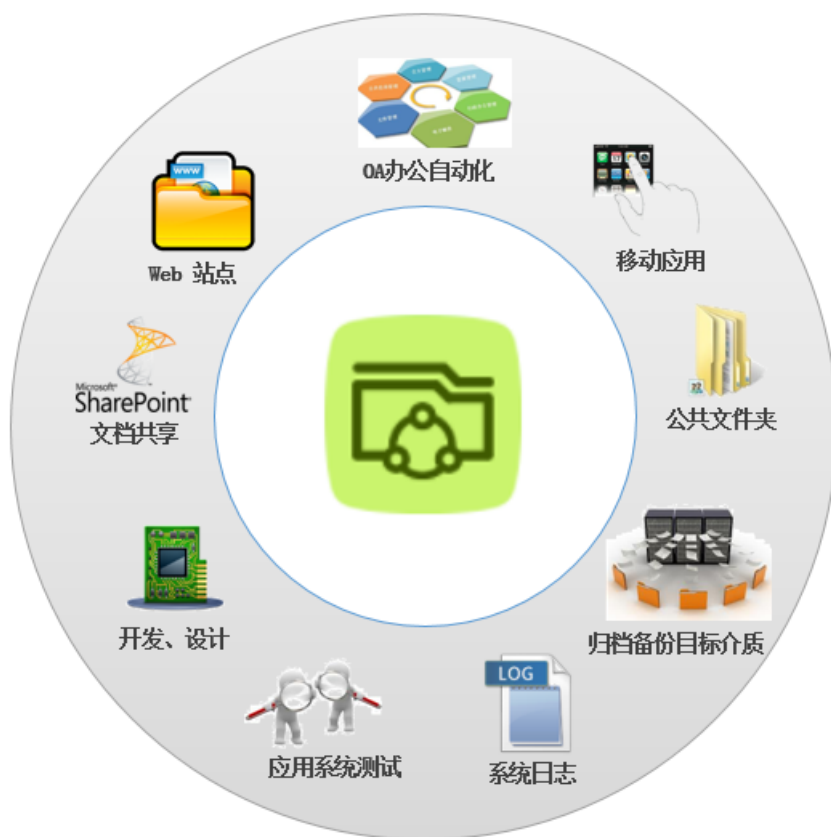 OA办公自动化
WWW
移动应用
Web 站点
Microsoft®
SharePoint
文档共享
公共文件夹
开发、设计
归档备份目标介质
LOG
应用系统测试
系统日志